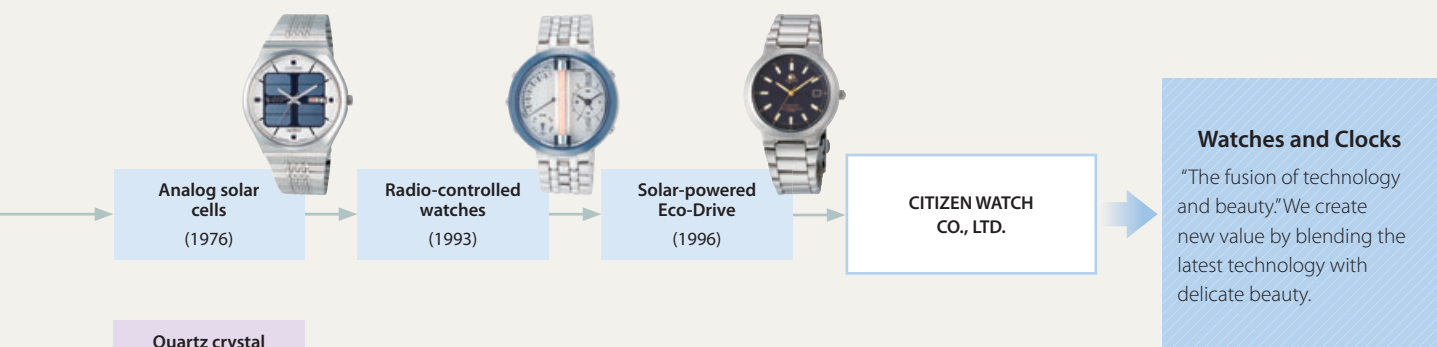 Analog solar
cells
(1976)
Radio-controlled
watches
(1993)
Solar-powered
Eco-Drive
(1996)
CITIZEN WATCH
CO., LTD.
Watches and Clocks
“The fusion of technology
and beauty.” We create
new value by blending the
latest technology with
delicate beauty.
Quartz crystal